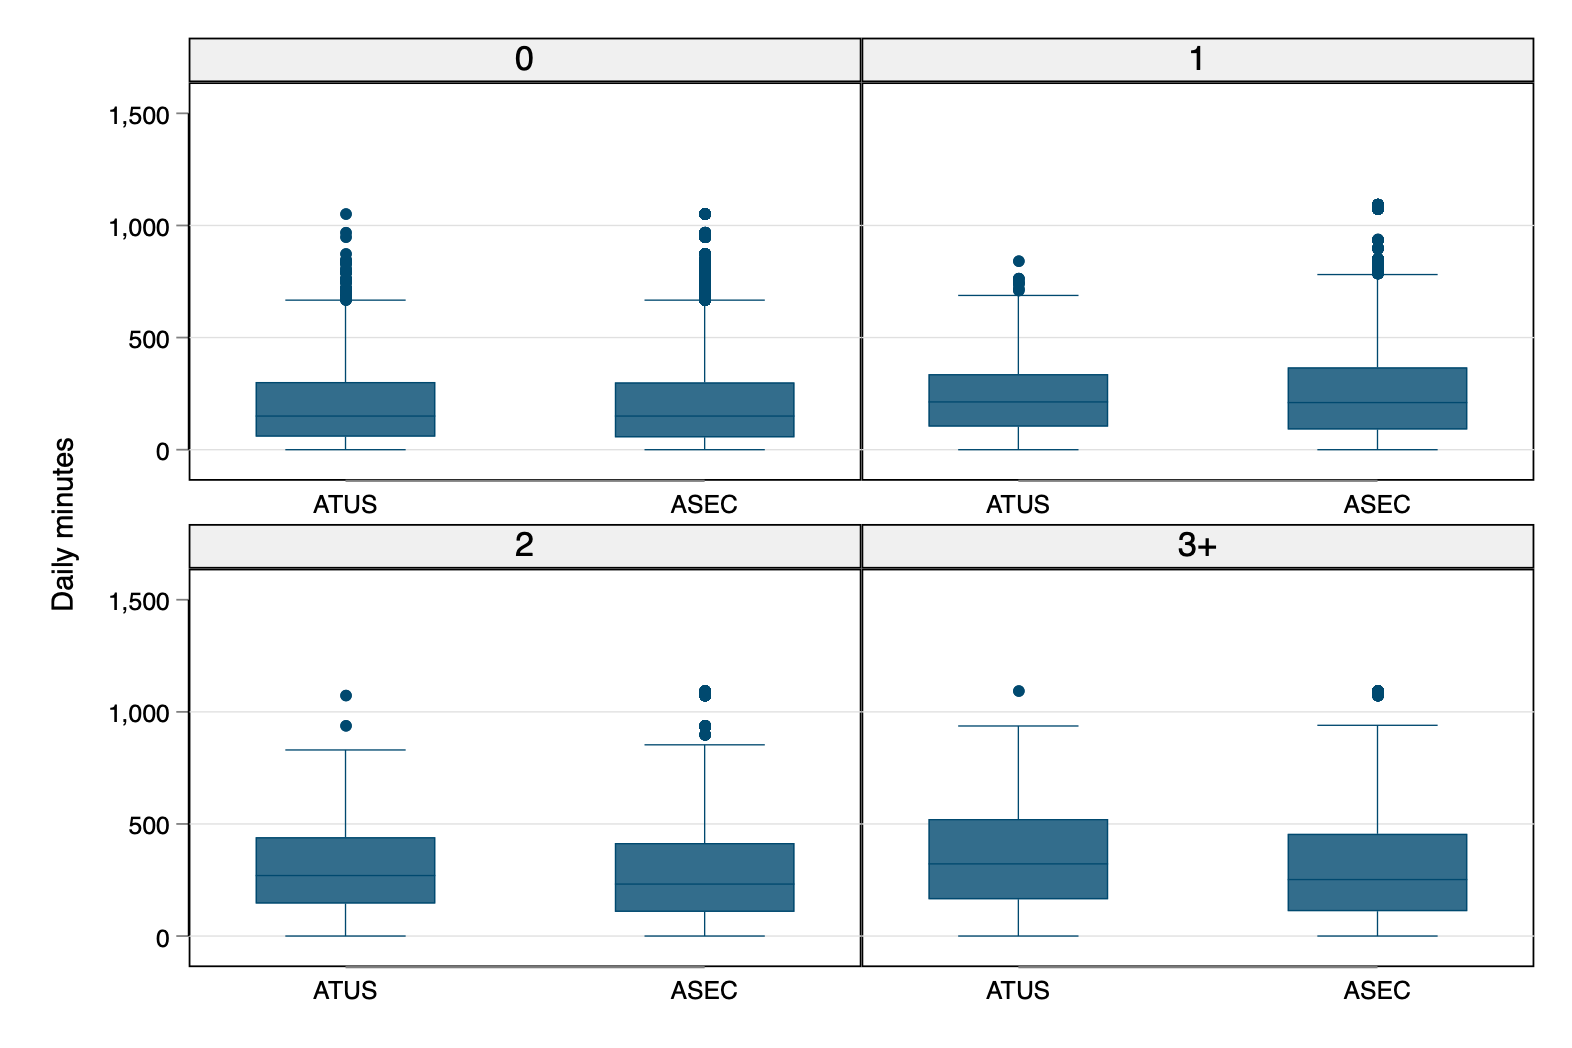 0
1
1,500
1,000
500
0
ATUS
ASEC
ATUS
ASEC
Daily minutes
2
3+
1,500
1,000
500
0
ATUS
ASEC
ATUS
ASEC